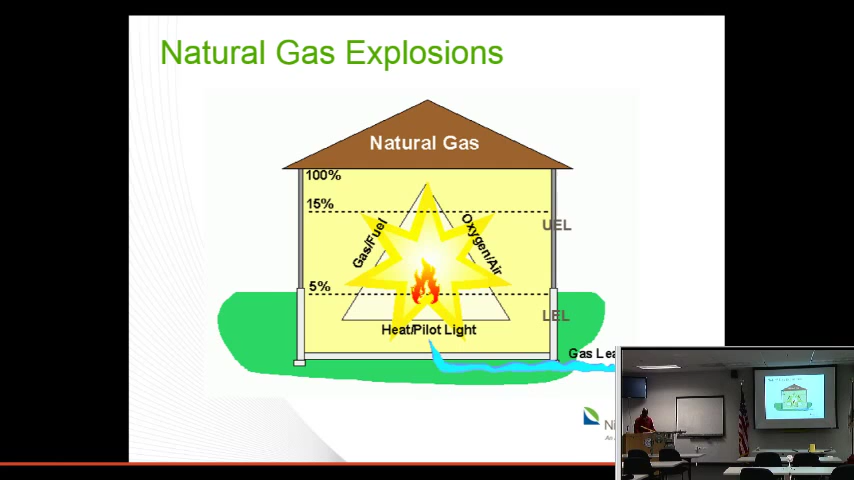 Natural Gas Explosions
Natural Gas
100%
15%
UEL
Gas/Fuel
Oxygen/Air
5%
LEL
Heat/Pilot Light
Gas Lea
Ni